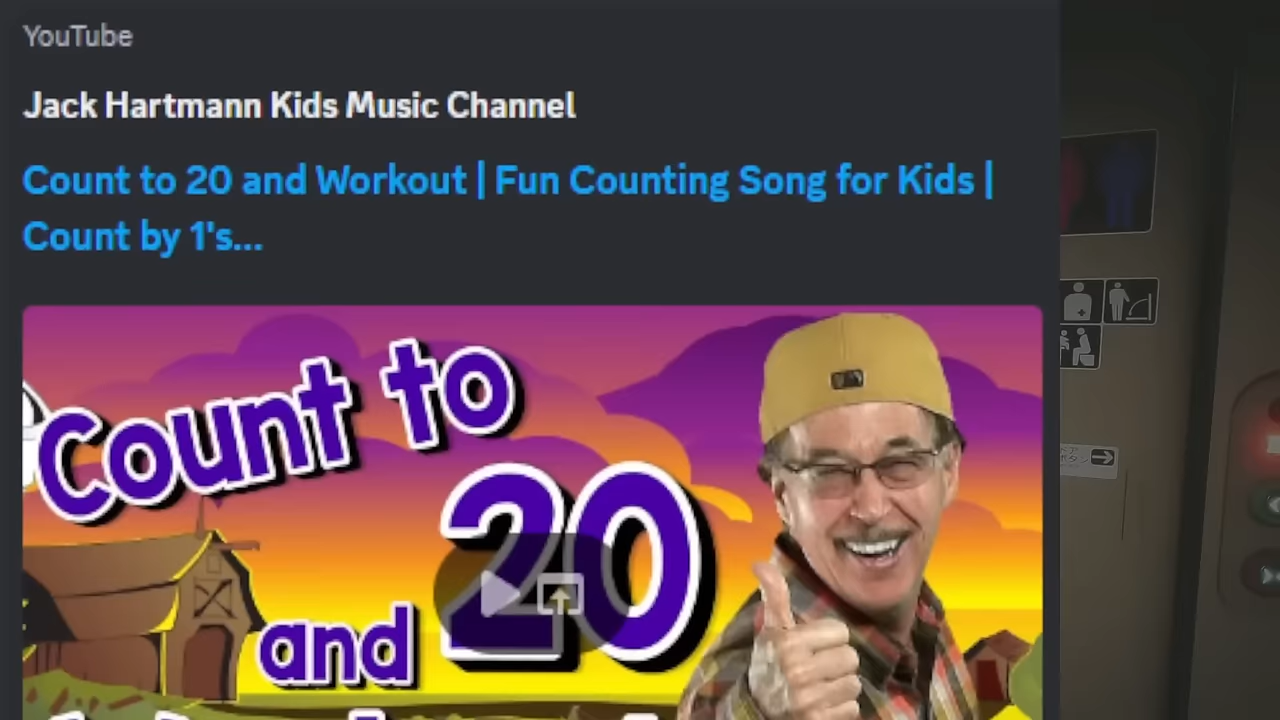 YouTube
Jack Hartmann Kids Music Channel
Count to 20 and Workout | Fun Counting Song for Kids |
Count by 1's...
Count to
20
and